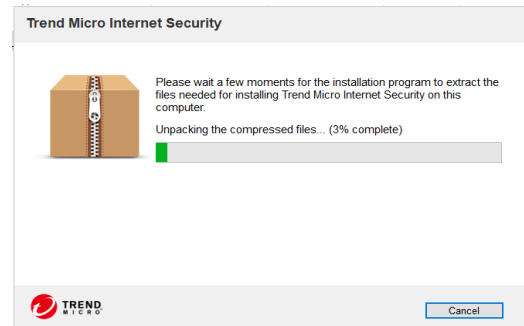 Trend Micro Internet Security
Please wait a few moments for the installation program to extract the
files needed for installing Trend Micro Internet Security on this
computer.
Unpacking the compressed files... (3% complete)
TREND
MICRO
Cancel